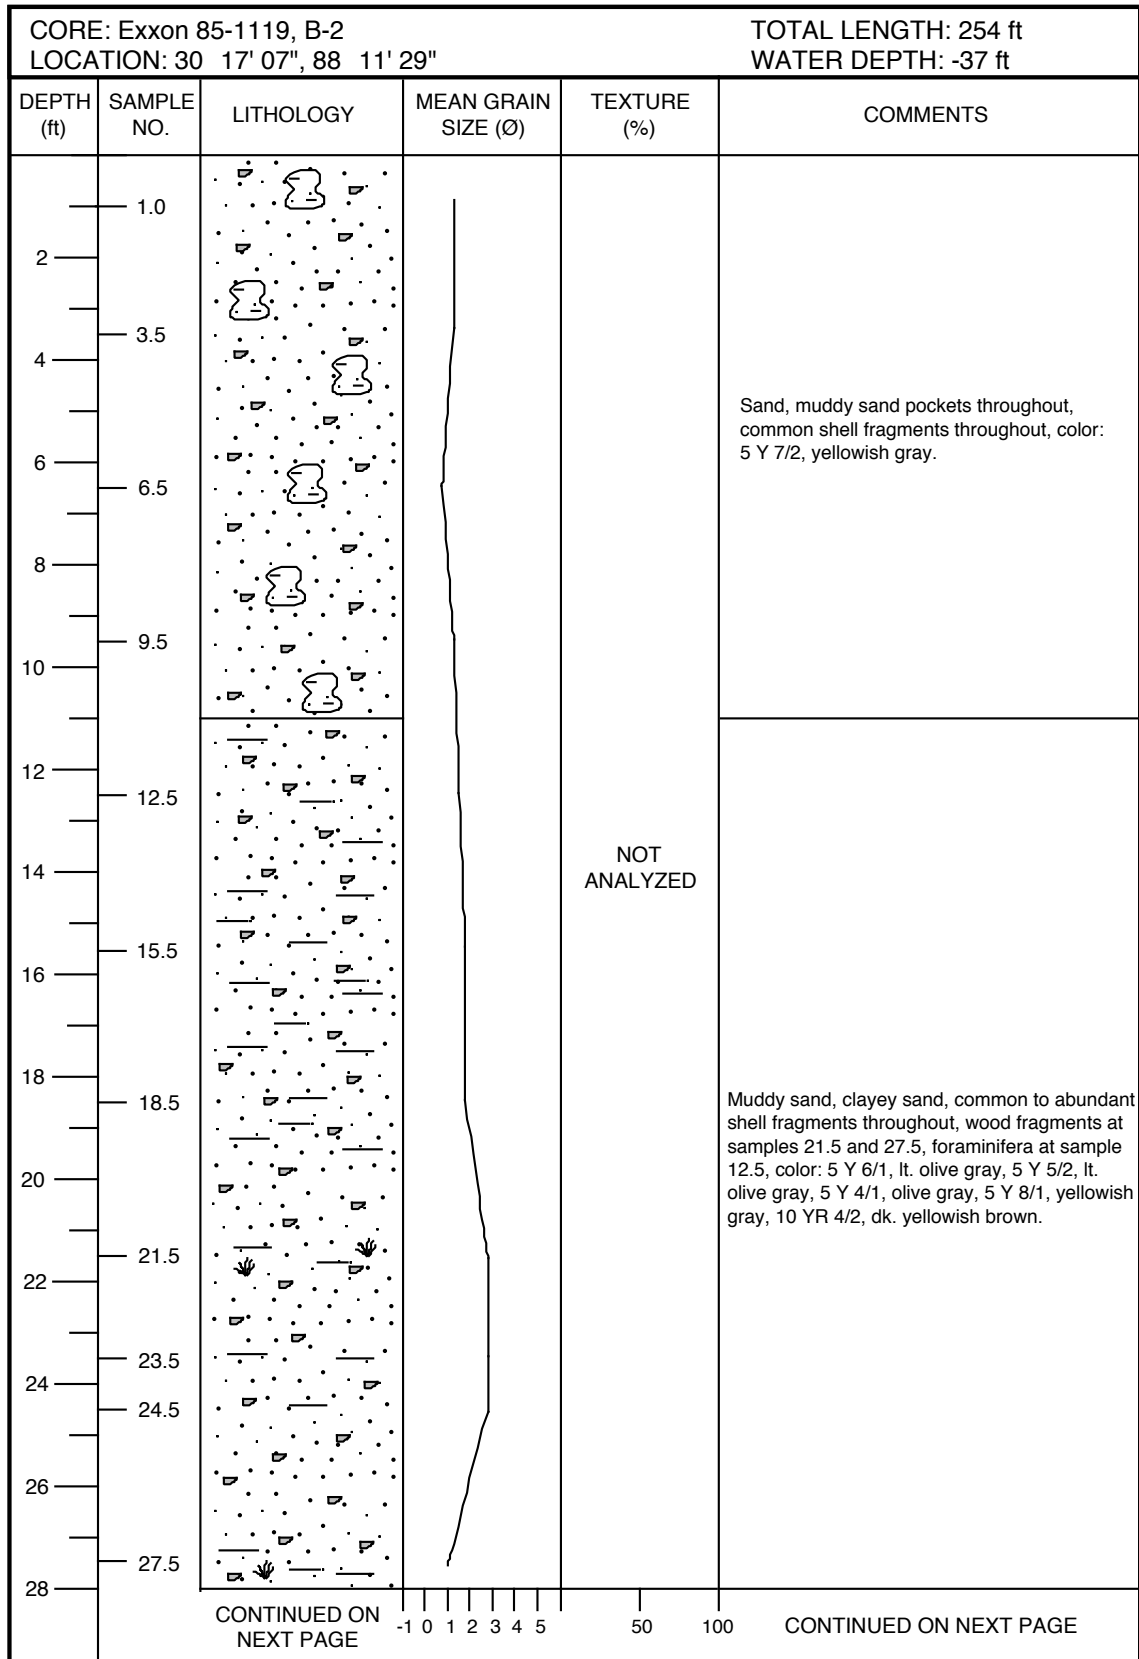 CORE: Exxon 85-1119, B-2
TOTAL LENGTH: 254 ft
LOCATION: 30 17' 07", 88 11' 29"
WATER DEPTH: -37 ft
DEPTH (ft)
SAMPLE NO.
LITHOLOGY
MEAN GRAIN SIZE (Ø)
TEXTURE (%)
COMMENTS
1.0
2
3.5
4
Sand, muddy sand pockets throughout,
common shell fragments throughout, color:
5 Y 7/2, yellowish gray.
6
6.5
8
9.5
10
12
12.5
NOT
ANALYZED
14
15.5
16
18
18.5
Muddy sand, clayey sand, common to abundant
shell fragments throughout, wood fragments at
samples 21.5 and 27.5, foraminifera at sample
12.5, color: 5 Y 6/1, lt. olive gray, 5 Y 5/2, lt.
olive gray, 5 Y 4/1, olive gray, 5 Y 8/1, yellowish
gray, 10 YR 4/2, dk. yellowish brown.
20
21.5
22
23.5
24
24.5
26
27.5
28
CONTINUED ON
NEXT PAGE
-1 0 1 2 3 4 5
50 100
CONTINUED ON NEXT PAGE